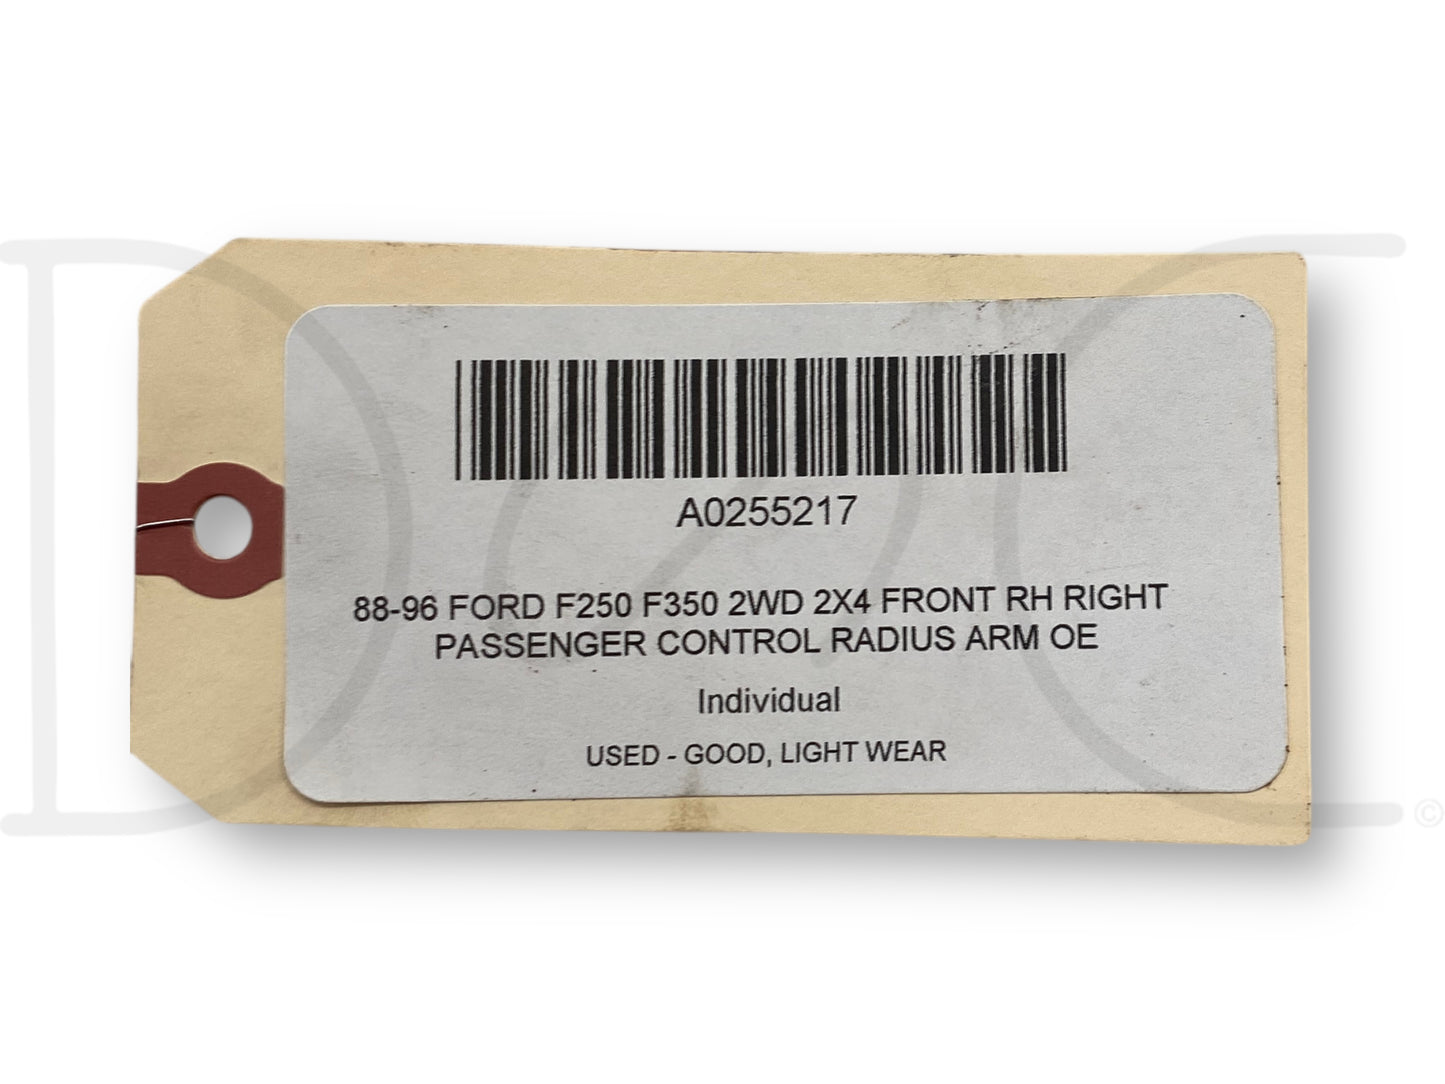 A0255217
88-96 FORD F250 F350 2WD 2X4 FRONT RH RIGHT
PASSENGER CONTROL RADIUS ARM OE
Individual
USED - GOOD, LIGHT WEAR
D C ©